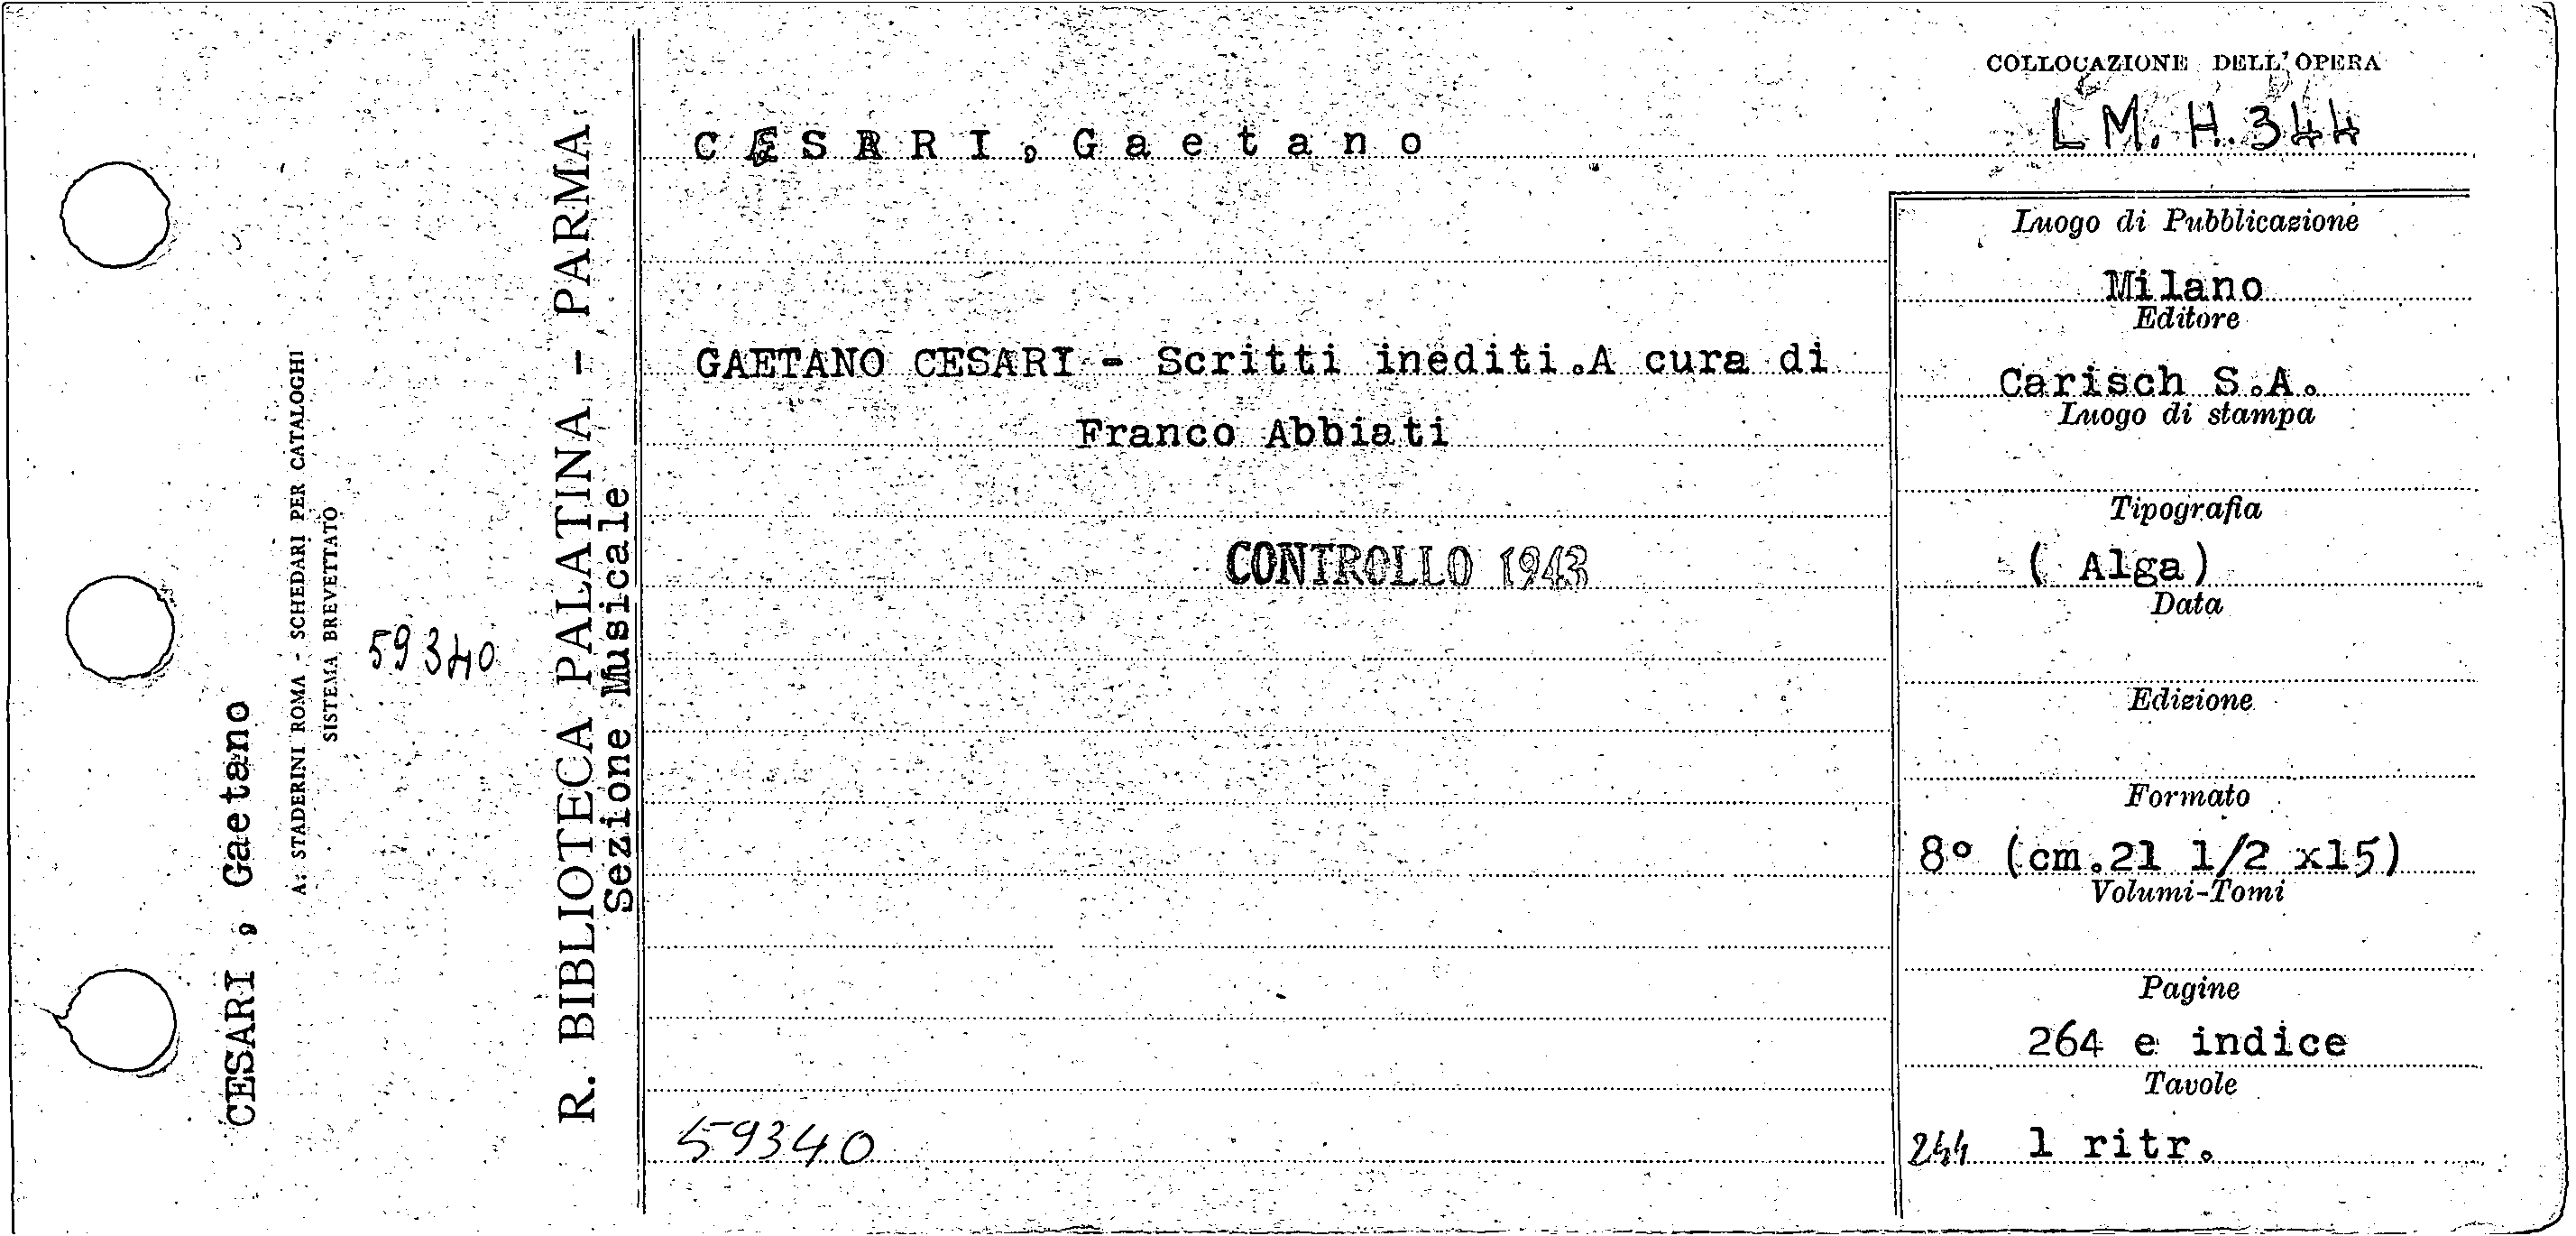 COLLOCAZIONE DELL'OPERA
L M. H. 344
CESARI, Gaetano
GAETANO CESARI - Scritti inediti.A cura di
Franco Abbiati
CONTROLLO 1943
59340
Luogo di Pubblicazione
Milano
Editore
Carisch S.A.
Luogo di stampa
Tipografia
( Alga)
Data
Edizione
Formato
8° (cm.21 1/2 x15)
Volumi-Tomi
Pagine
264 e indice
Tavole
244 1 ritr.
CESARI , Gaetano
A. STADERINI ROMA - SCHEDARI PER CATALOGHI
SISTEMA BREVETTATO
59340
R. BIBLIOTECA PALATINA - PARMA
Sezione Musicale